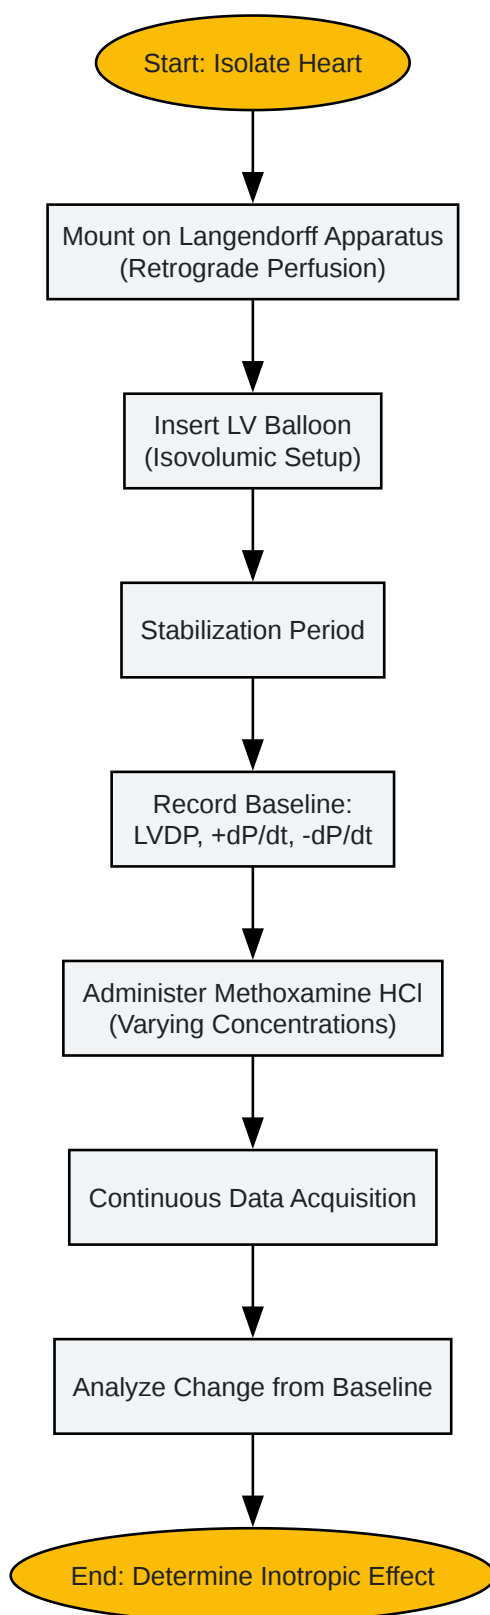 Start: Isolate Heart
Mount on Langendorff Apparatus
(Retrograde Perfusion)
Insert LV Balloon
(Isovolumic Setup)
Stabilization Period
Record Baseline:
LVDP, +dP/dt, -dP/dt
Administer Methoxamine HCl
(Varying Concentrations)
Continuous Data Acquisition
Analyze Change from Baseline
End: Determine Inotropic Effect